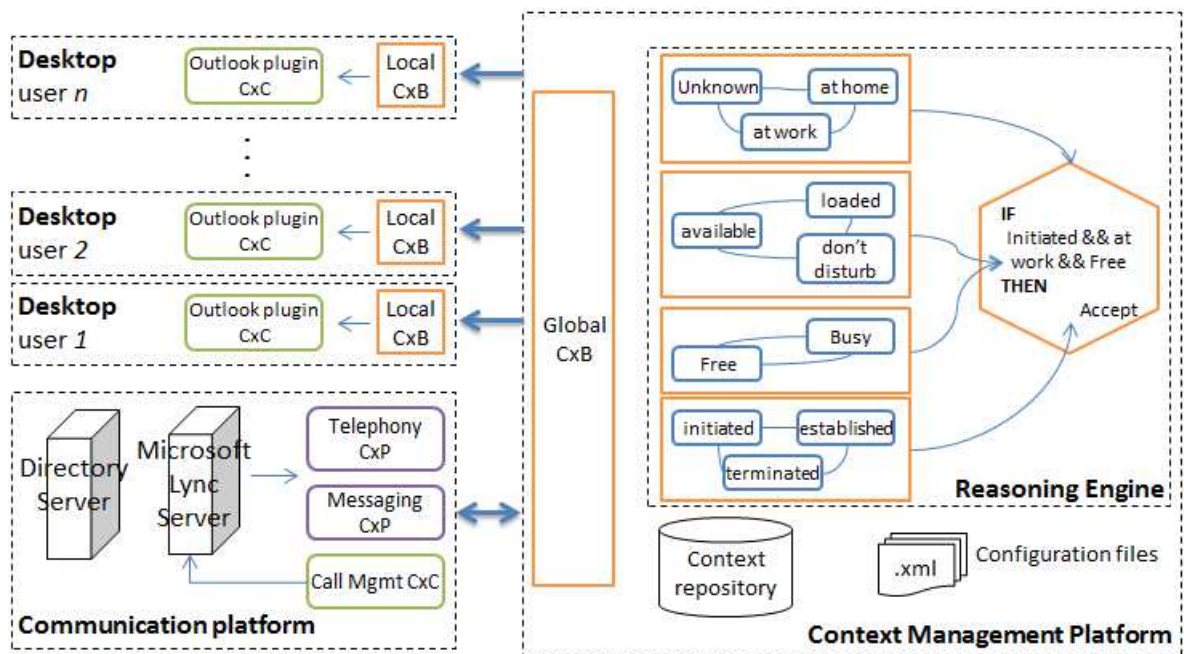 Desktop
user n
Outlook plugin
CxC
Local
CxB
Desktop
user 2
Outlook plugin
CxC
Local
CxB
Desktop
user 1
Outlook plugin
CxC
Local
CxB
Directory
Server
Microsoft
Lync
Server
Telephony
CxP
Messaging
CxP
Call Mgmt CxC
Communication platform
Global
CxB
Unknown
at home
at work
loaded
available
don't
disturb
Busy
Free
initiated
established
terminated
IF
Initiated && at
work && Free
THEN
Accept
Reasoning Engine
Context
repository
.xml
Configuration files
Context Management Platform